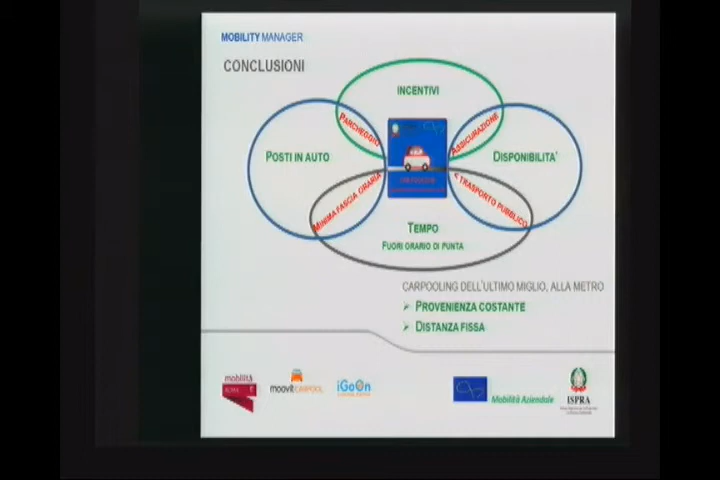 MOBILITY MANAGER
CONCLUSIONI
INCENTIVI
PARCHEGGIO
ASSICURAZIONE
POSTI IN AUTO
DISPONIBILITA'
MINIMA FASCIA ORARIA
< TRASPORTO PUBBLICO
TEMPO
FUORI ORARIO DI PUNTA
CARPOOLING DELL'ULTIMO MIGLIO, ALLA METRO
➢ PROVENIENZA COSTANTE
➢ DISTANZA FISSA
mobilità
moovit CARPOOL
iGoOn
Mobilità Aziendale
ISPRA